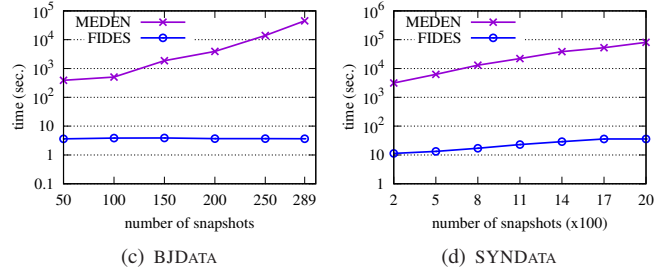 MEDEN
FIDES
time (sec.)
10^5
10^4
10^3
10^2
10
1
0.1
50 100 150 200 250 289
number of snapshots
(c) BJDATA
MEDEN
FIDES
time (sec.)
10^6
10^5
10^4
10^3
10^2
10
1
2 5 8 11 14 17 20
number of snapshots (x100)
(d) SYNDATA